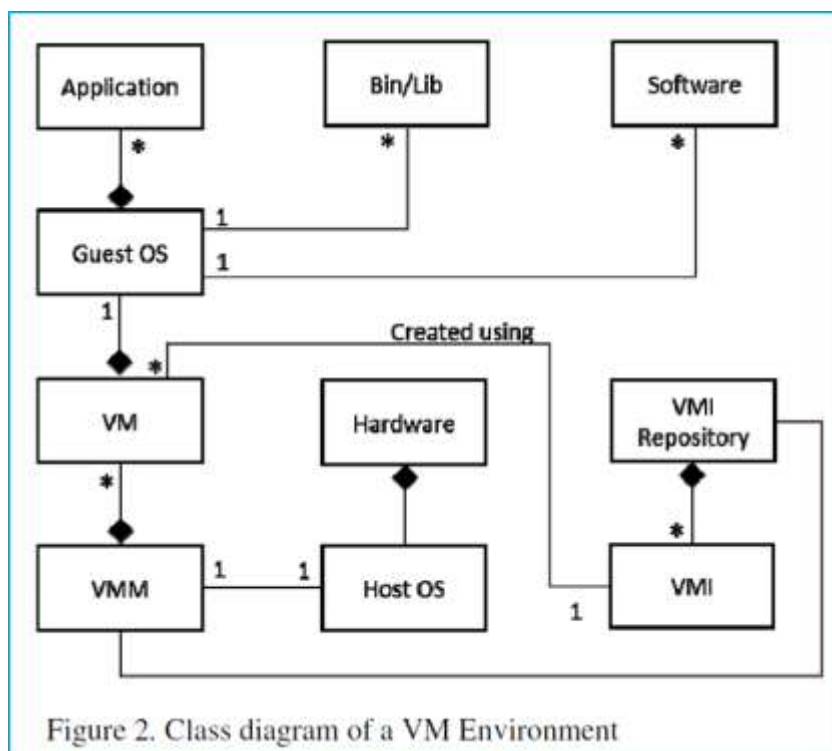 Application
Bin/Lib
Software
*
*
*
1
Guest OS
1
1
Created using
*
VM
Hardware
VMI
Repository
*
*
VMM
1
1
Host OS
VMI
1
Figure 2. Class diagram of a VM Environment